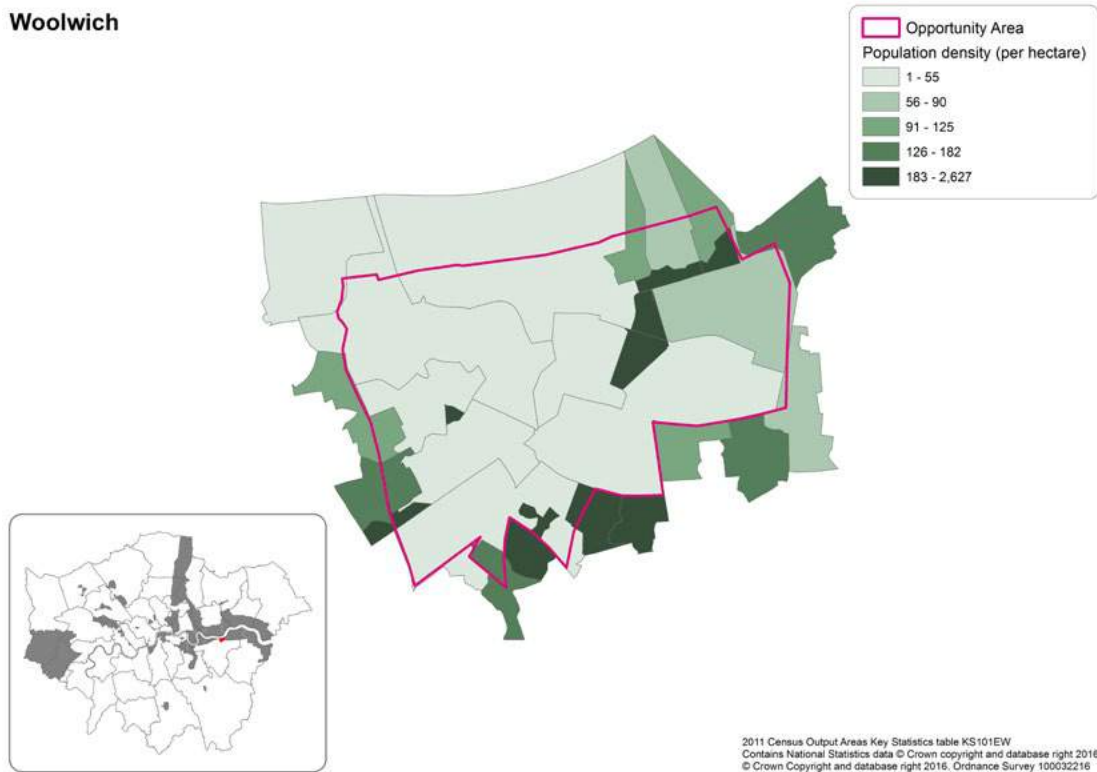 Woolwich
Opportunity Area
Population density (per hectare)
1 - 55
56 - 90
91 - 125
126 - 182
183 - 2,627
2011 Census Output Areas Key Statistics table KS101EW
Contains National Statistics data © Crown copyright and database right 2016
© Crown Copyright and database right 2016. Ordnance Survey 100032216